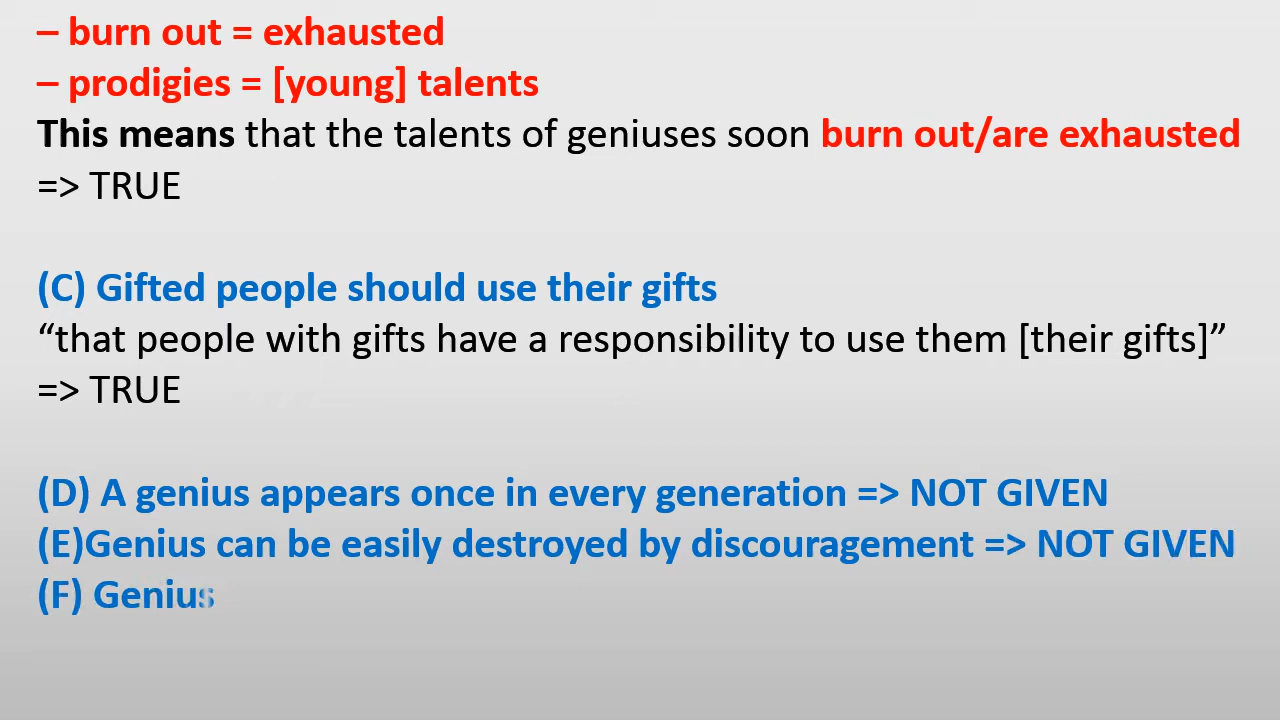 – burn out = exhausted
– prodigies = [young] talents
This means that the talents of geniuses soon burn out/are exhausted
=> TRUE
(C) Gifted people should use their gifts
“that people with gifts have a responsibility to use them [their gifts]”
=> TRUE
(D) A genius appears once in every generation => NOT GIVEN
(E)Genius can be easily destroyed by discouragement => NOT GIVEN
(F) Genius